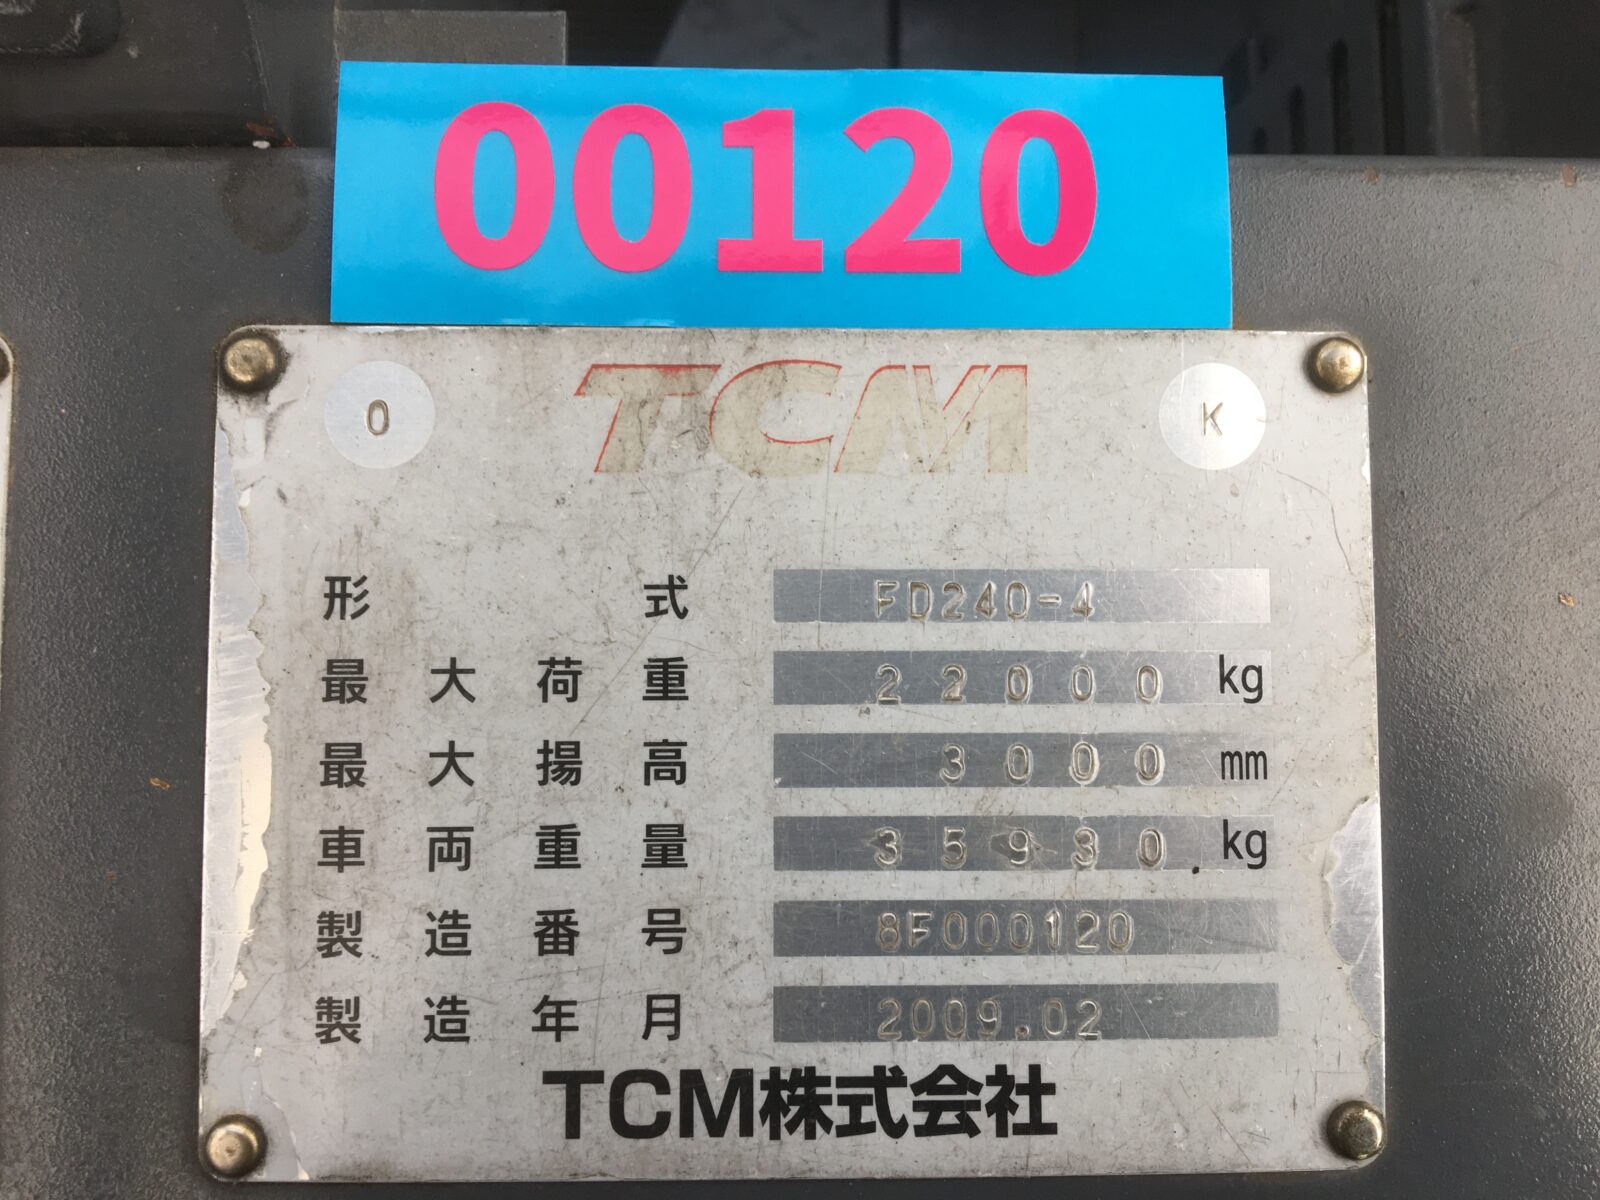 00120
O TCM K
形式 FD240-4
最大荷重 22000 kg
最大揚高 3000 mm
車両重量 35930 kg
製造番号 8F000120
製造年月 2009.02
TCM株式会社